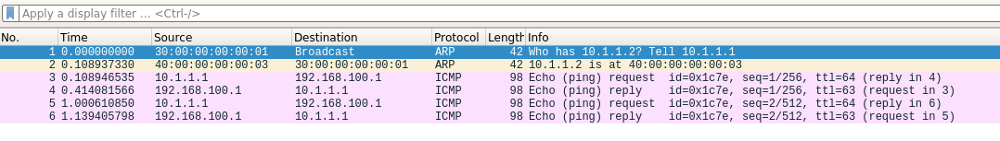 Apply a display filter … <Ctrl-/>
No. Time Source Destination Protocol Length Info
1 0.000000000 30:00:00:00:00:01 Broadcast ARP 42 Who has 10.1.1.2? Tell 10.1.1.1
2 0.108937330 40:00:00:00:00:03 30:00:00:00:00:01 ARP 42 10.1.1.2 is at 40:00:00:00:00:03
3 0.108946535 10.1.1.1 192.168.100.1 ICMP 98 Echo (ping) request id=0x1c7e, seq=1/256, ttl=64 (reply in 4)
4 0.414081566 192.168.100.1 10.1.1.1 ICMP 98 Echo (ping) reply id=0x1c7e, seq=1/256, ttl=63 (request in 3)
5 1.000610850 10.1.1.1 192.168.100.1 ICMP 98 Echo (ping) request id=0x1c7e, seq=2/512, ttl=64 (reply in 6)
6 1.139405798 192.168.100.1 10.1.1.1 ICMP 98 Echo (ping) reply id=0x1c7e, seq=2/512, ttl=63 (request in 5)